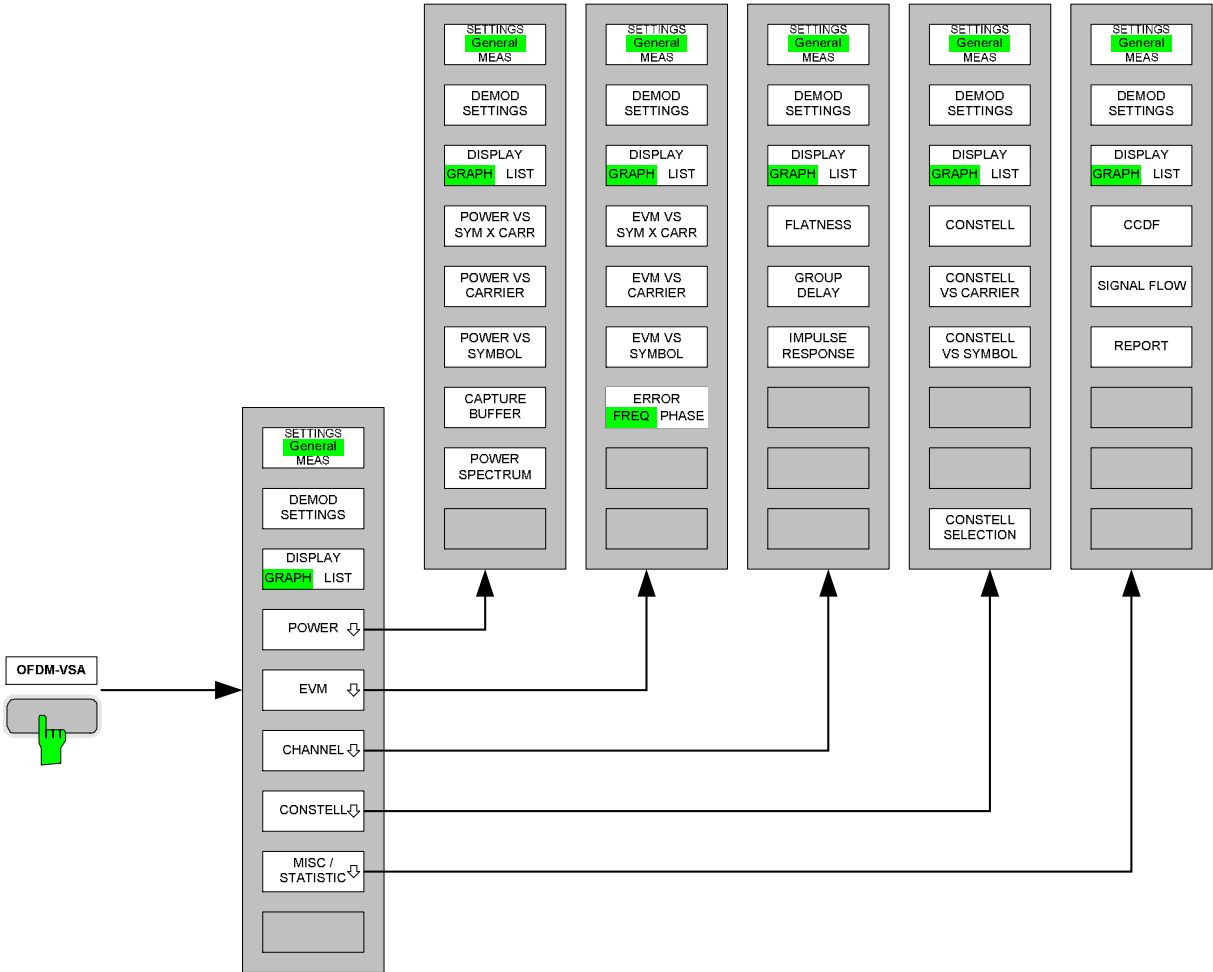 SETTINGS
General
MEAS
DEMOD
SETTINGS
DISPLAY
GRAPH LIST
POWER VS
SYM X CARR
POWER VS
CARRIER
POWER VS
SYMBOL
CAPTURE
BUFFER
POWER
SPECTRUM
SETTINGS
General
MEAS
DEMOD
SETTINGS
DISPLAY
GRAPH LIST
EVM VS
SYM X CARR
EVM VS
CARRIER
EVM VS
SYMBOL
ERROR
FREQ PHASE
SETTINGS
General
MEAS
DEMOD
SETTINGS
DISPLAY
GRAPH LIST
FLATNESS
GROUP
DELAY
IMPULSE
RESPONSE
SETTINGS
General
MEAS
DEMOD
SETTINGS
DISPLAY
GRAPH LIST
CONSTELL
CONSTELL
VS CARRIER
CONSTELL
VS SYMBOL
CONSTELL
SELECTION
SETTINGS
General
MEAS
DEMOD
SETTINGS
DISPLAY
GRAPH LIST
CCDF
SIGNAL FLOW
REPORT
OFDM-VSA
SETTINGS
General
MEAS
DEMOD
SETTINGS
DISPLAY
GRAPH LIST
POWER
EVM
CHANNEL
CONSTELL
MISC /
STATISTIC